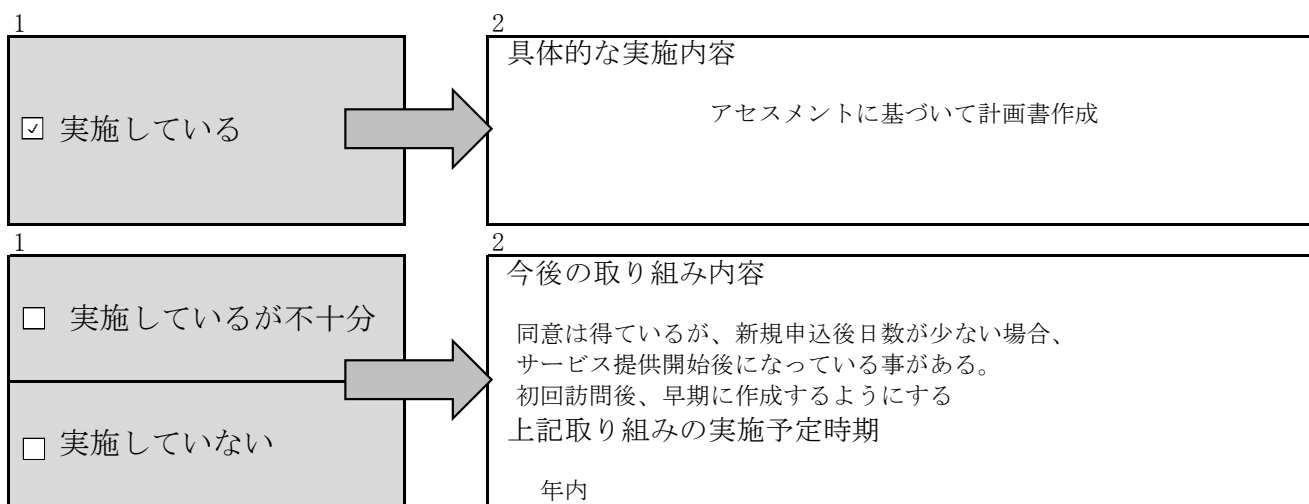 1
2
☑ 実施している
具体的な実施内容
アセスメントに基づいて計画書作成
1
2
□ 実施しているが不十分
□ 実施していない
今後の取り組み内容
同意は得ているが、新規申込後日数が少ない場合、
サービス提供開始後になっている事がある。
初回訪問後、早期に作成するようにする
上記取り組みの実施予定時期
年内